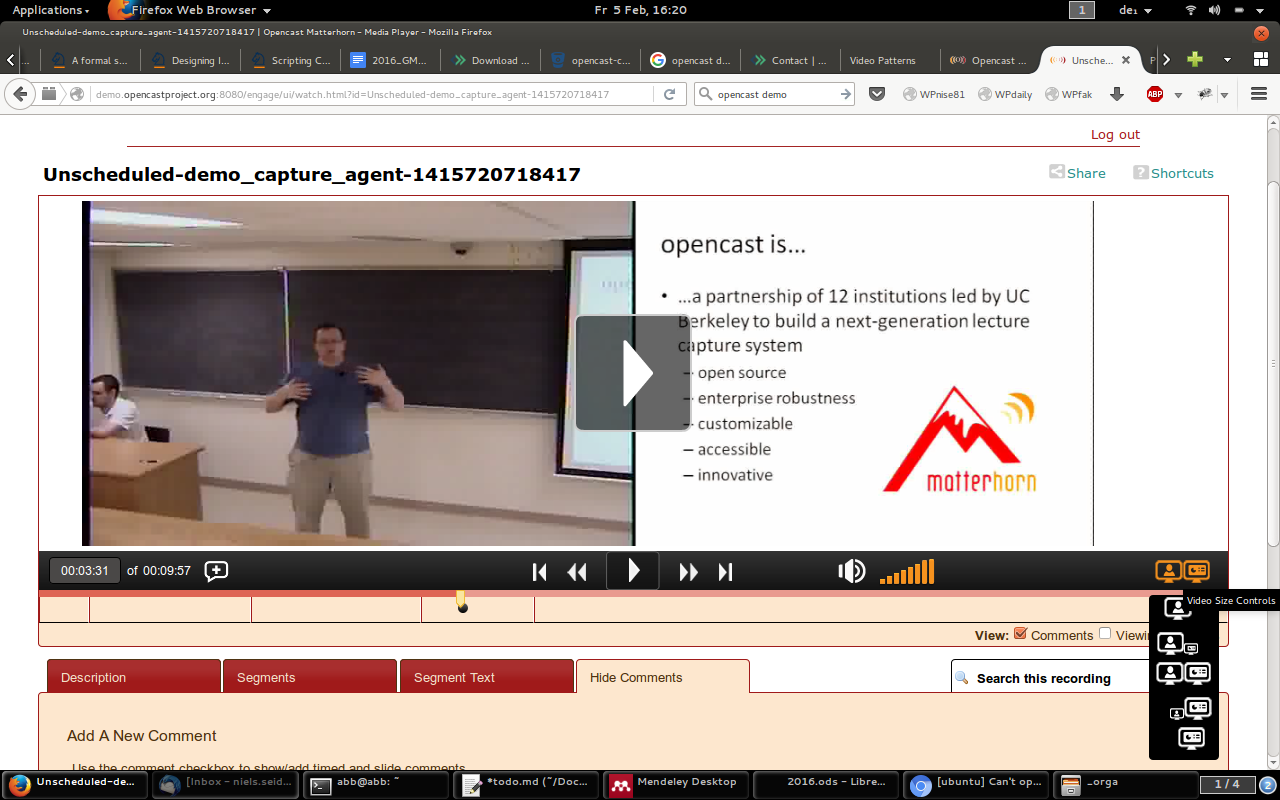 Applications
Firefox Web Browser
Fr 5 Feb, 16:20
1
de₁
Unscheduled-demo_capture_agent-1415720718417 | Opencast Matterhorn - Media Player - Mozilla Firefox
...
A formal s...
Designing I...
Scripting C...
2016_GM...
Download ...
opencast-c...
opencast d...
Contact | ...
Video Patterns
Opencast ...
Unsche...
P
demo.opencastproject.org:8080/engage/ui/watch.html?id=Unscheduled-demo_capture_agent-1415720718417
opencast demo
WPnise81
WPdaily
WPfak
ABP
Log out
Unscheduled-demo_capture_agent-1415720718417
Share
? Shortcuts
opencast is...
• ...a partnership of 12 institutions led by UC
Berkeley to build a next-generation lecture
capture system
– open source
– enterprise robustness
– customizable
– accessible
– innovative
matterhorn
00:03:31 of 00:09:57
Video Size Controls
View: Comments Viewi
Description
Segments
Segment Text
Hide Comments
Search this recording
Add A New Comment
Use the comment checkbox to show/add timed and slide comments
Unscheduled-de...
[Inbox – niels.seid...
abb@abb: ~
*todo.md (~/Doc...
Mendeley Desktop
2016.ods – Libre...
[ubuntu] Can't op...
_orga
1 / 4
2